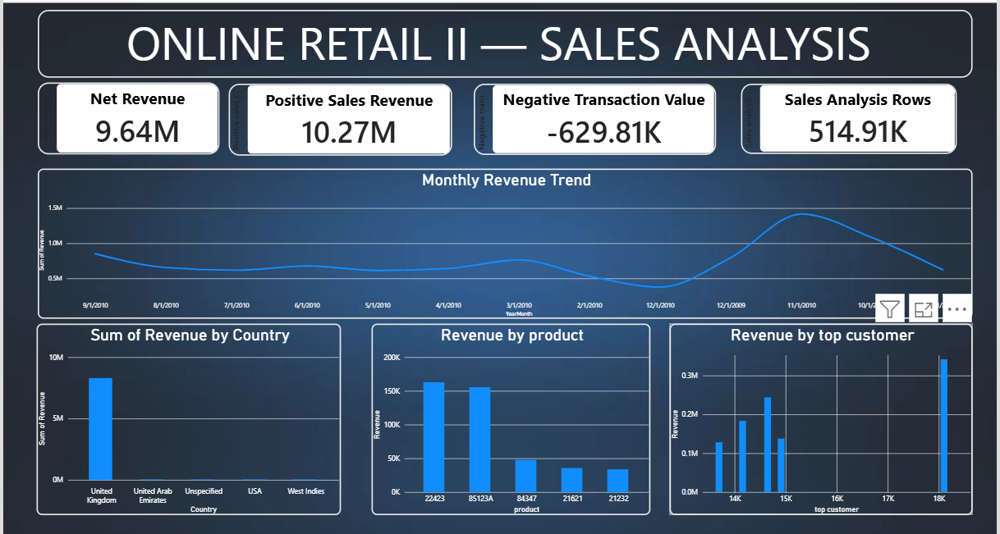 ONLINE RETAIL II — SALES ANALYSIS
Net Revenue
9.64M
Positive Sales Revenue
10.27M
Negative Transaction Value
-629.81K
Sales Analysis Rows
514.91K
Monthly Revenue Trend
1.5M
1.0M
0.5M
Sum of Revenue
9/1/2010 8/1/2010 7/1/2010 6/1/2010 5/1/2010 4/1/2010 3/1/2010 2/1/2010 12/1/2010 12/1/2009 11/1/2010
YearMonth
Sum of Revenue by Country
10M
5M
0M
Sum of Revenue
United Kingdom
United Arab Emirates
Unspecified
USA
West Indies
Country
Revenue by product
200K
150K
100K
50K
0K
Revenue
22423 85123A 84347 21621 21232
product
Revenue by top customer
0.3M
0.2M
0.1M
0.0M
Revenue
14K 15K 16K 17K 18K
top customer